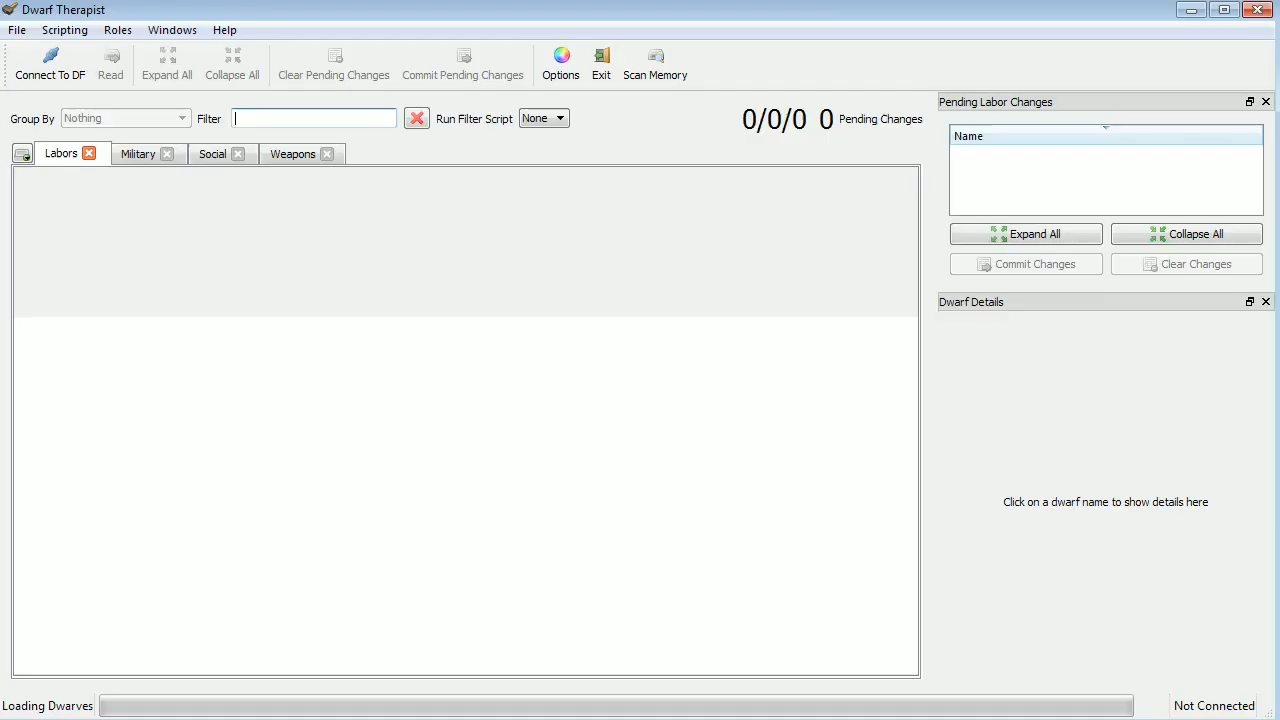 Dwarf Therapist
File Scripting Roles Windows Help
Connect To DF Read Expand All Collapse All Clear Pending Changes Commit Pending Changes Options Exit Scan Memory
Group By Nothing Filter Run Filter Script None 0/0/0 0 Pending Changes
Labors Military Social Weapons
Pending Labor Changes
Name
Expand All Collapse All
Commit Changes Clear Changes
Dwarf Details
Click on a dwarf name to show details here
Loading Dwarves Not Connected